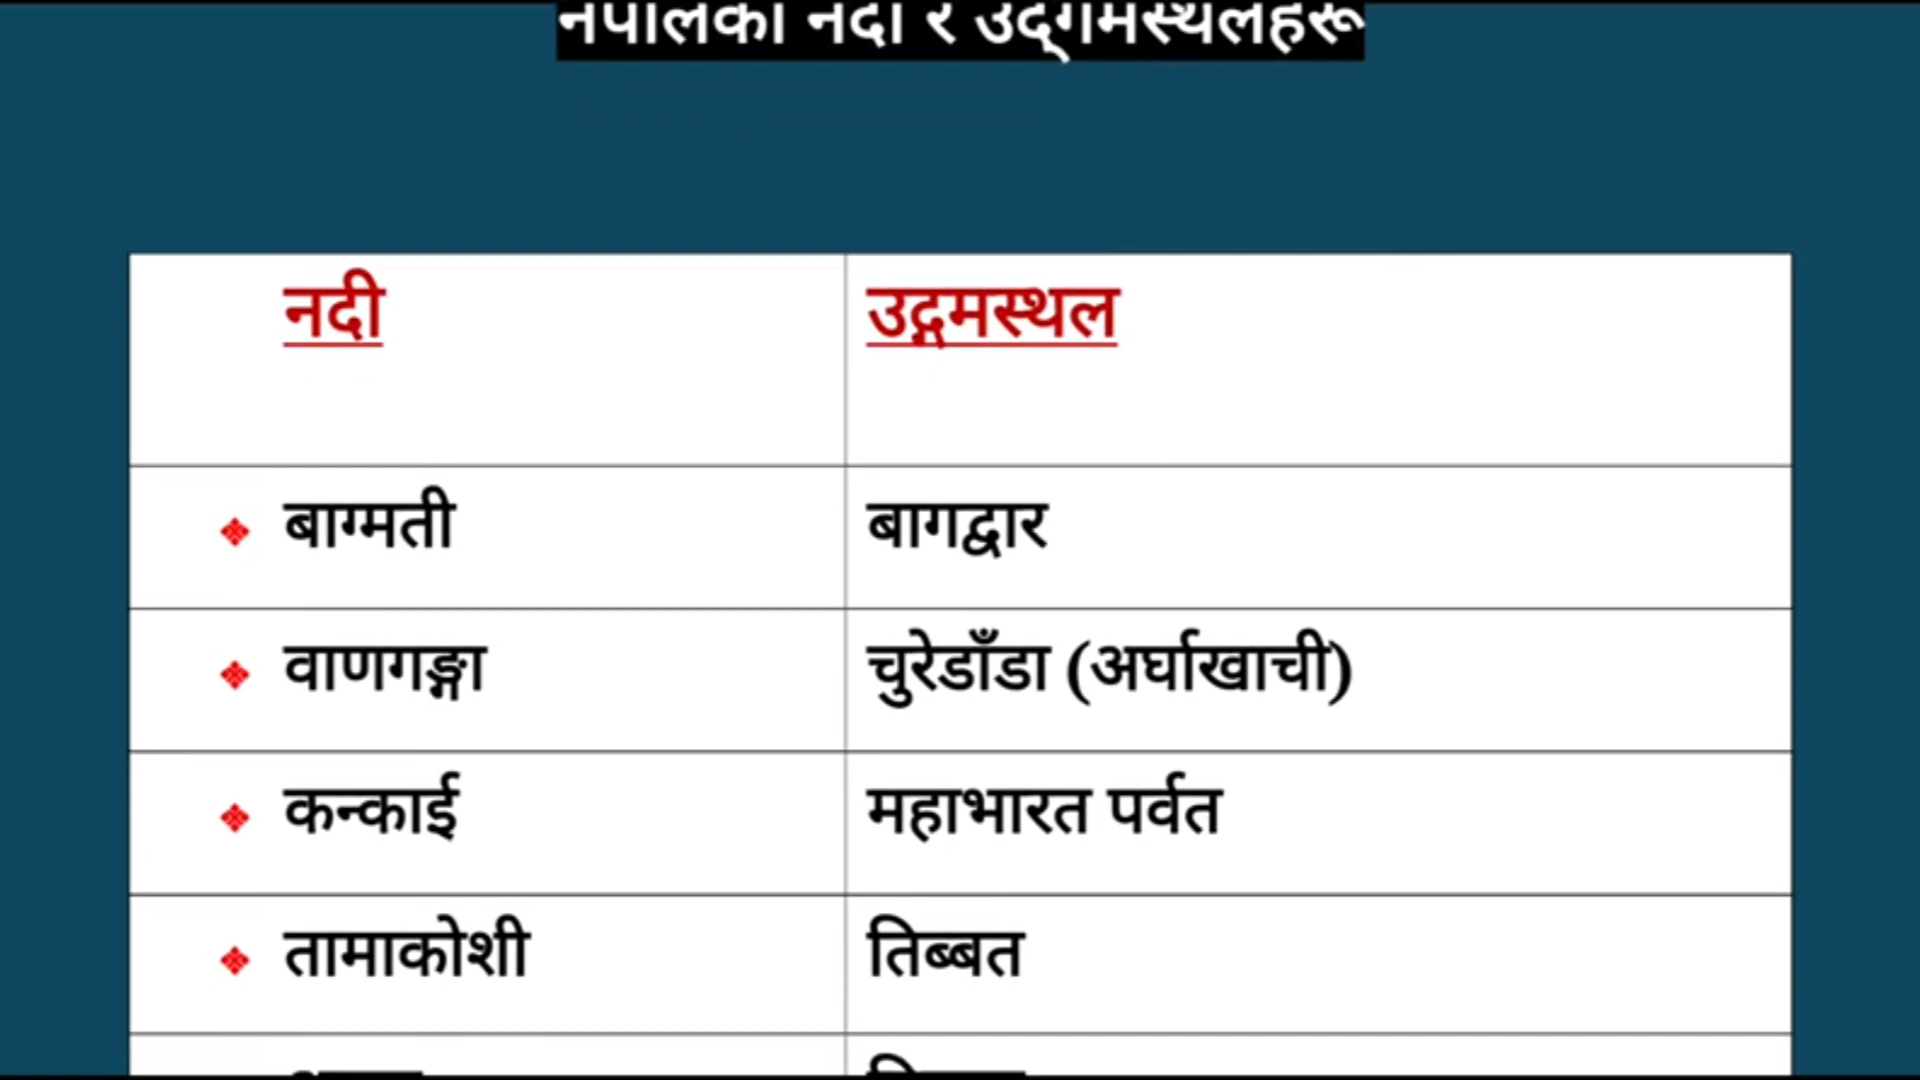 नेपालका नदी र उद्‌गमस्थलहरू
नदी
उद्गमस्थल
बाग्मती
बागद्वार
वाणगङ्गा
चुरेडाँडा (अर्घाखाची)
कन्काई
महाभारत पर्वत
तामाकोशी
तिब्बत